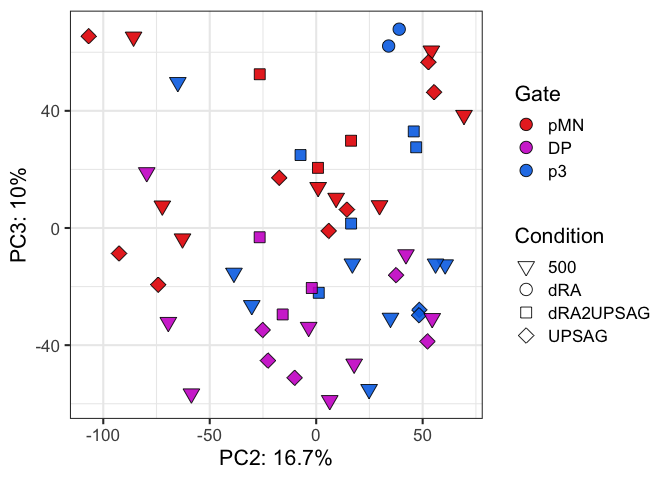 40
0
-40
PC3: 10%
-100
-50
0
50
PC2: 16.7%
Gate
pMN
DP
p3
Condition
500
dRA
dRA2UPSAG
UPSAG